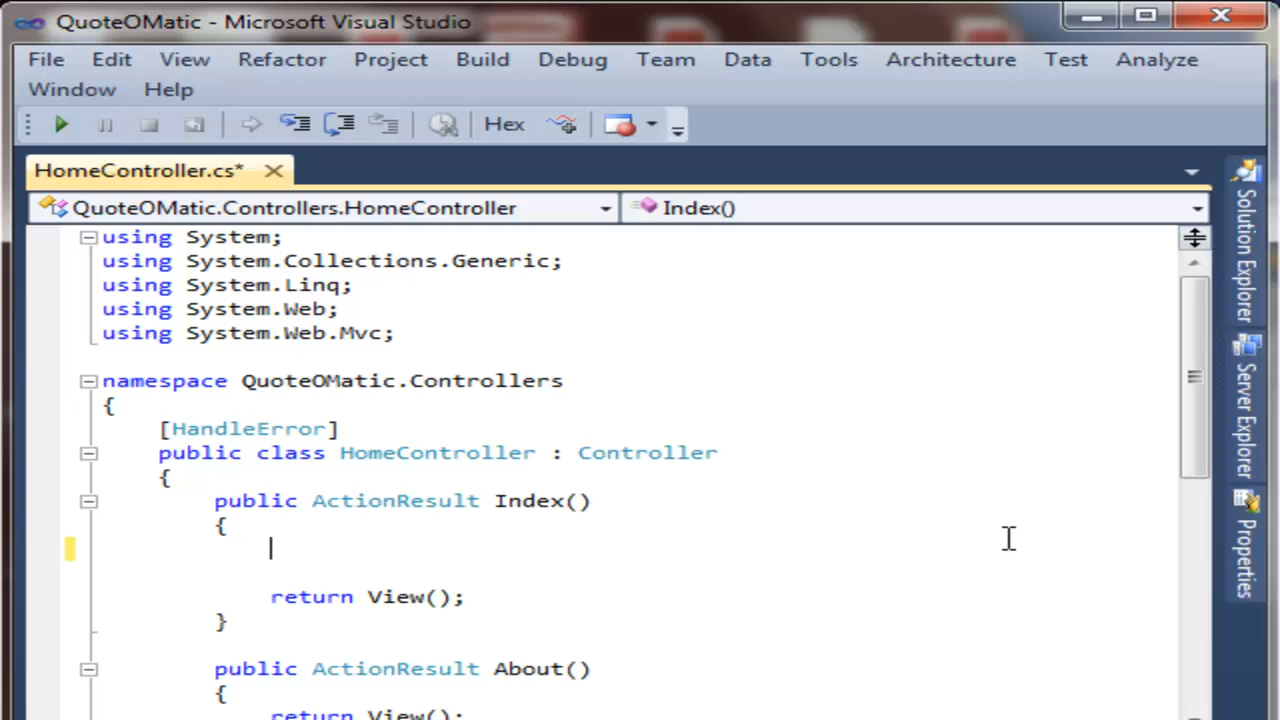 QuoteOMatic - Microsoft Visual Studio
File Edit View Refactor Project Build Debug Team Data Tools Architecture Test Analyze
Window Help
Hex
HomeController.cs*
QuoteOMatic.Controllers.HomeController Index()
using System;
using System.Collections.Generic;
using System.Linq;
using System.Web;
using System.Web.Mvc;
namespace QuoteOMatic.Controllers
{
[HandleError]
public class HomeController : Controller
{
public ActionResult Index()
{
return View();
}
public ActionResult About()
{
return View();
Solution Explorer
Server Explorer
Properties